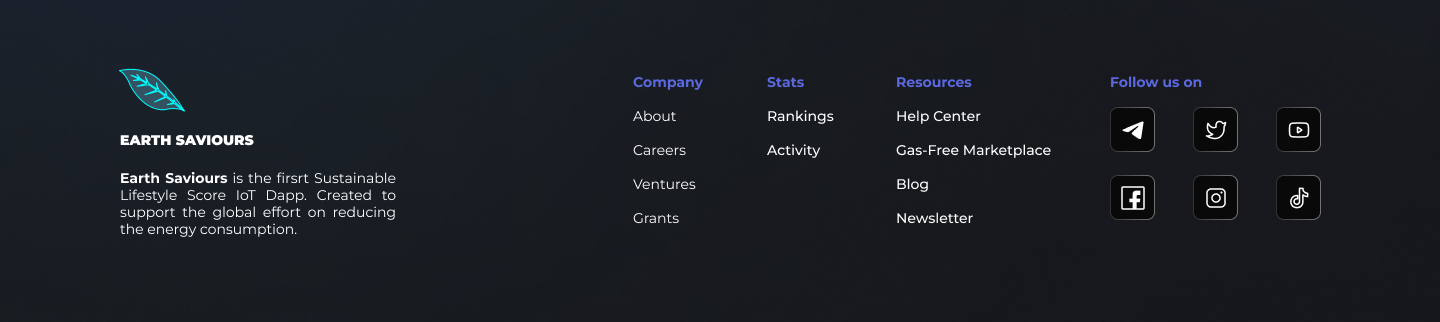 EARTH SAVIOURS
Earth Saviours is the firsrt Sustainable
Lifestyle Score IoT Dapp. Created to
support the global effort on reducing
the energy consumption.
Company
About
Careers
Ventures
Grants
Stats
Rankings
Activity
Resources
Help Center
Gas-Free Marketplace
Blog
Newsletter
Follow us on